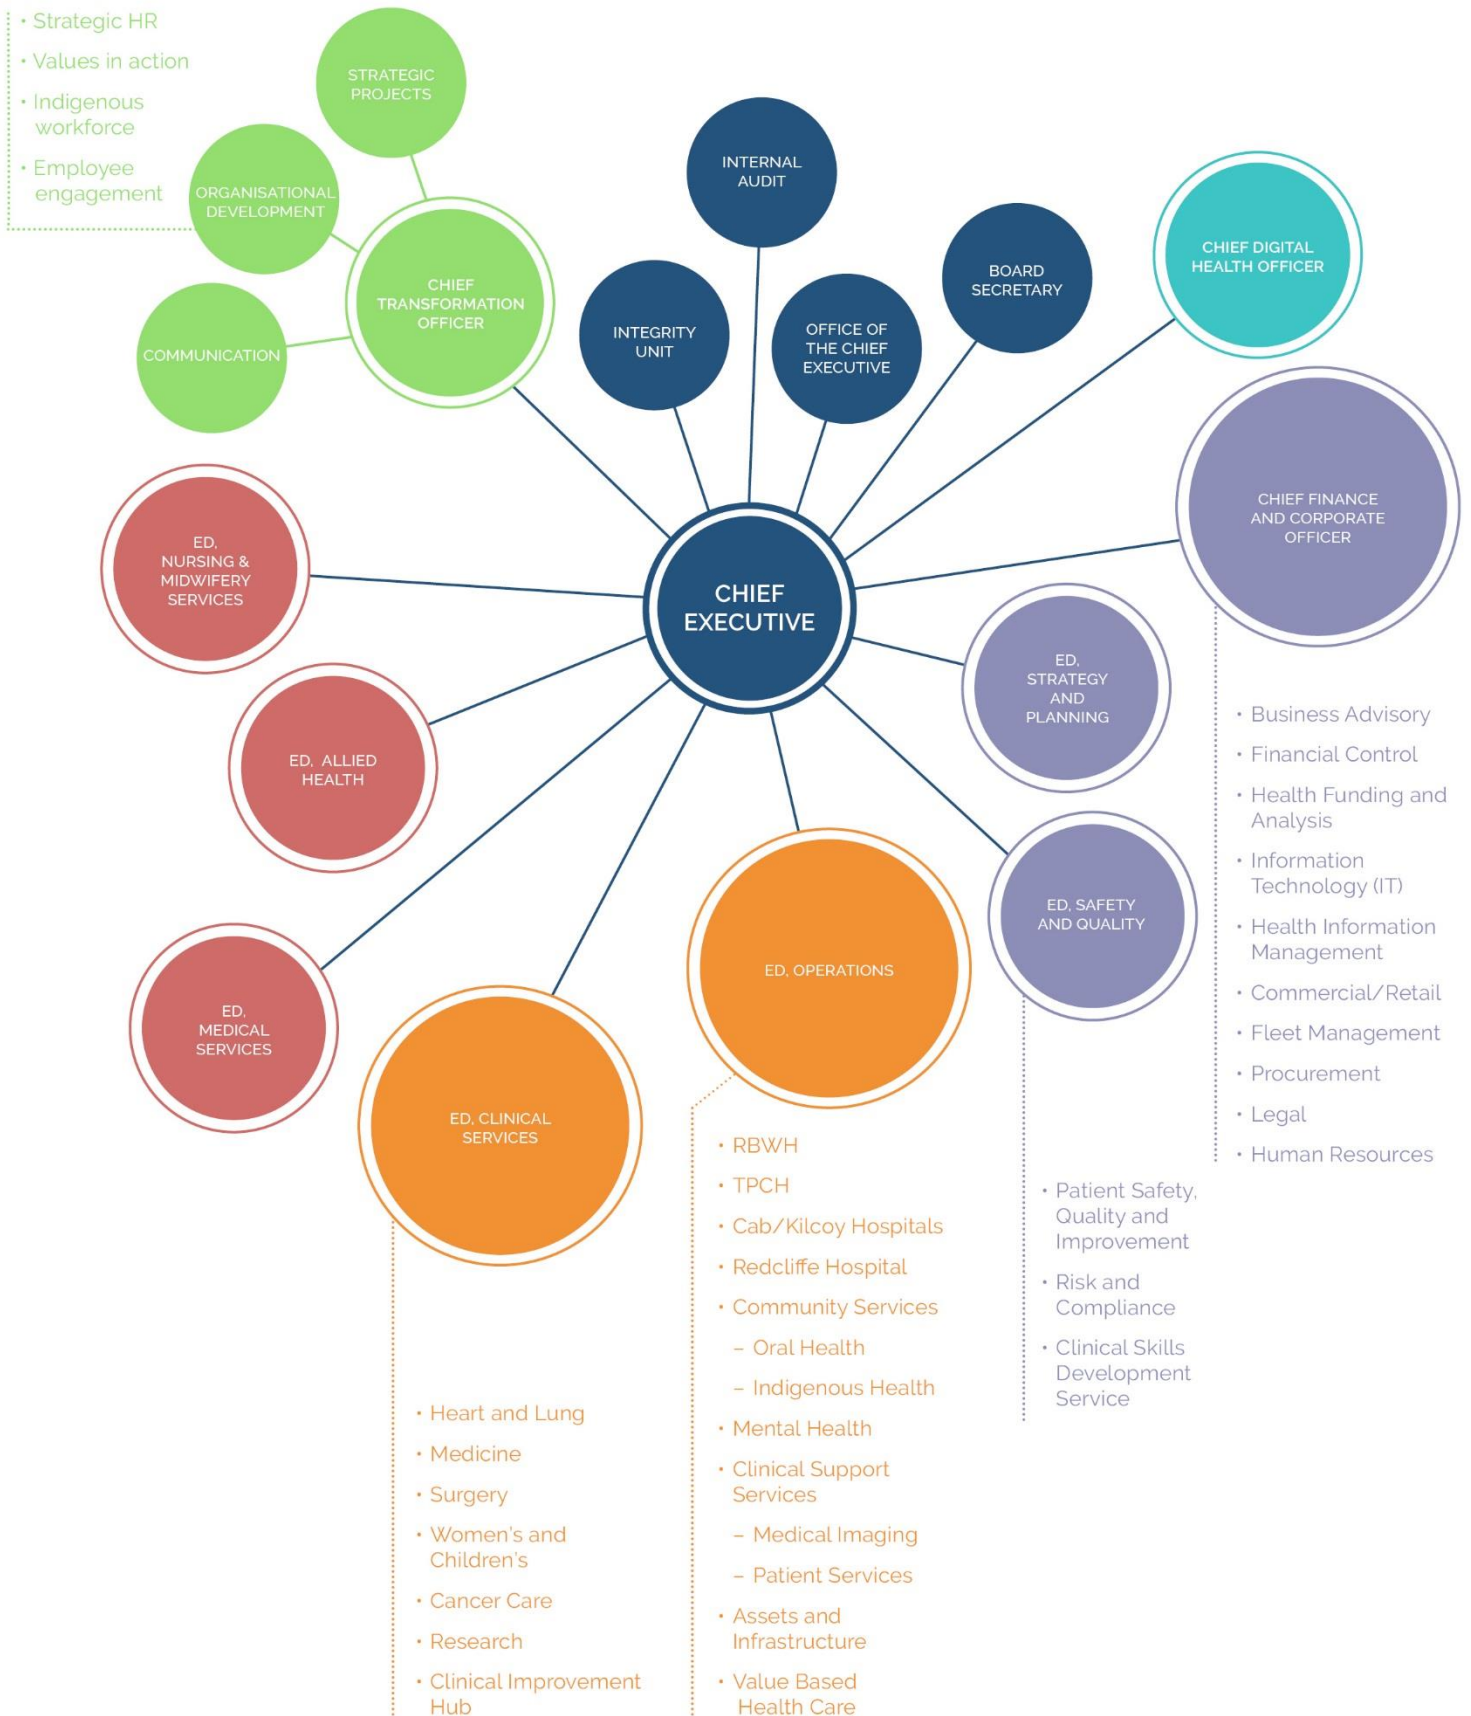 • Strategic HR
• Values in action
• Indigenous
workforce
• Employee
engagement
STRATEGIC
PROJECTS
ORGANISATIONAL
DEVELOPMENT
COMMUNICATION
CHIEF
TRANSFORMATION
OFFICER
INTEGRITY
UNIT
INTERNAL
AUDIT
OFFICE OF
THE CHIEF
EXECUTIVE
BOARD
SECRETARY
CHIEF DIGITAL
HEALTH OFFICER
CHIEF FINANCE
AND CORPORATE
OFFICER
CHIEF
EXECUTIVE
ED,
NURSING &
MIDWIFERY
SERVICES
ED, ALLIED
HEALTH
ED,
MEDICAL
SERVICES
ED, CLINICAL
SERVICES
ED, OPERATIONS
ED,
STRATEGY
AND
PLANNING
ED, SAFETY
AND QUALITY
• Business Advisory
• Financial Control
• Health Funding and
Analysis
• Information
Technology (IT)
• Health Information
Management
• Commercial/Retail
• Fleet Management
• Procurement
• Legal
• Human Resources
• Patient Safety,
Quality and
Improvement
• Risk and
Compliance
• Clinical Skills
Development
Service
• RBWH
• TPCH
• Cab/Kilcoy Hospitals
• Redcliffe Hospital
• Community Services
– Oral Health
– Indigenous Health
• Mental Health
• Clinical Support
Services
– Medical Imaging
– Patient Services
• Assets and
Infrastructure
• Value Based
Health Care
• Heart and Lung
• Medicine
• Surgery
• Women's and
Children's
• Cancer Care
• Research
• Clinical Improvement
Hub